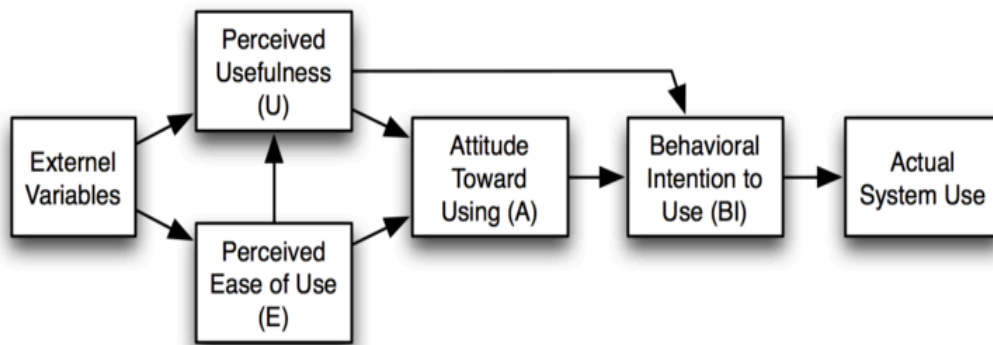 Perceived
Usefulness
(U)
Externel
Variables
Perceived
Ease of Use
(E)
Attitude
Toward
Using (A)
Behavioral
Intention to
Use (BI)
Actual
System Use